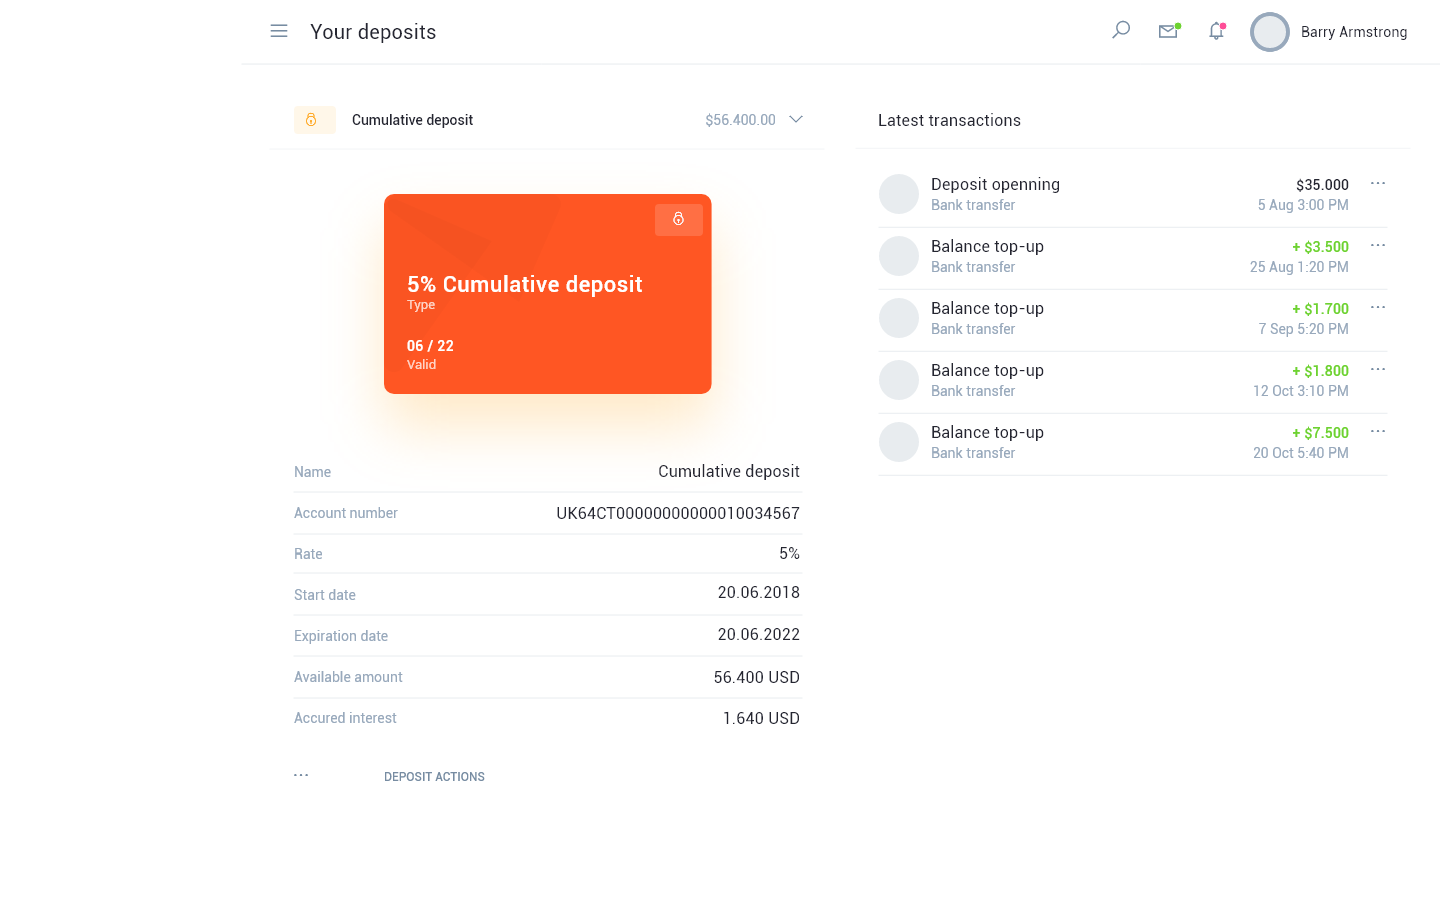 Your deposits
Barry Armstrong
Cumulative deposit
$56.400.00
5% Cumulative deposit
Type
06 / 22
Valid
Name
Cumulative deposit
Account number
UK64CT00000000000010034567
Rate
5%
Start date
20.06.2018
Expiration date
20.06.2022
Available amount
56.400 USD
Accured interest
1.640 USD
DEPOSIT ACTIONS
Latest transactions
Deposit openning
$35.000
Bank transfer
5 Aug 3:00 PM
Balance top-up
+ $3.500
Bank transfer
25 Aug 1:20 PM
Balance top-up
+ $1.700
Bank transfer
7 Sep 5:20 PM
Balance top-up
+ $1.800
Bank transfer
12 Oct 3:10 PM
Balance top-up
+ $7.500
Bank transfer
20 Oct 5:40 PM